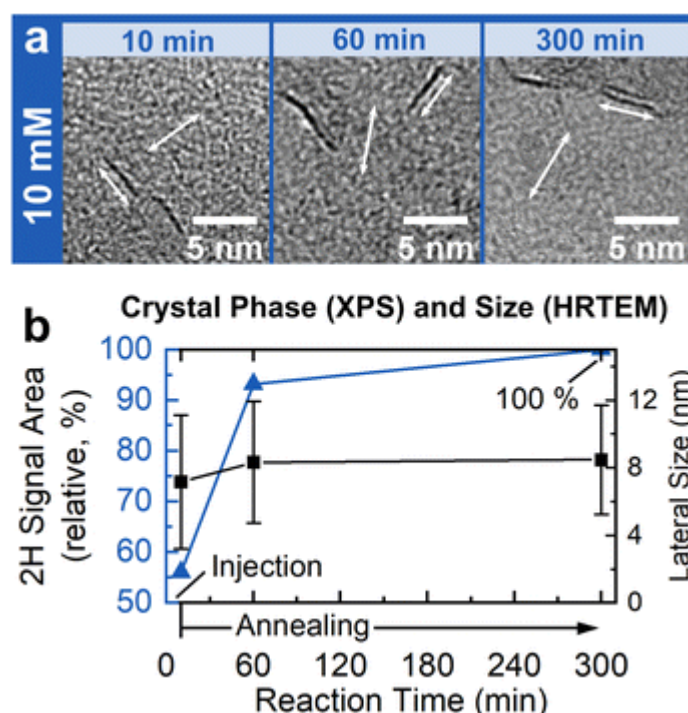 a
10 min
60 min
300 min
10 mM
5 nm
5 nm
5 nm
b
Crystal Phase (XPS) and Size (HRTEM)
2H Signal Area
(relative, %)
100
90
80
70
60
50
100 %
Injection
Annealing
12
8
4
0
Lateral Size (nm)
0
60
120
180
240
300
Reaction Time (min)